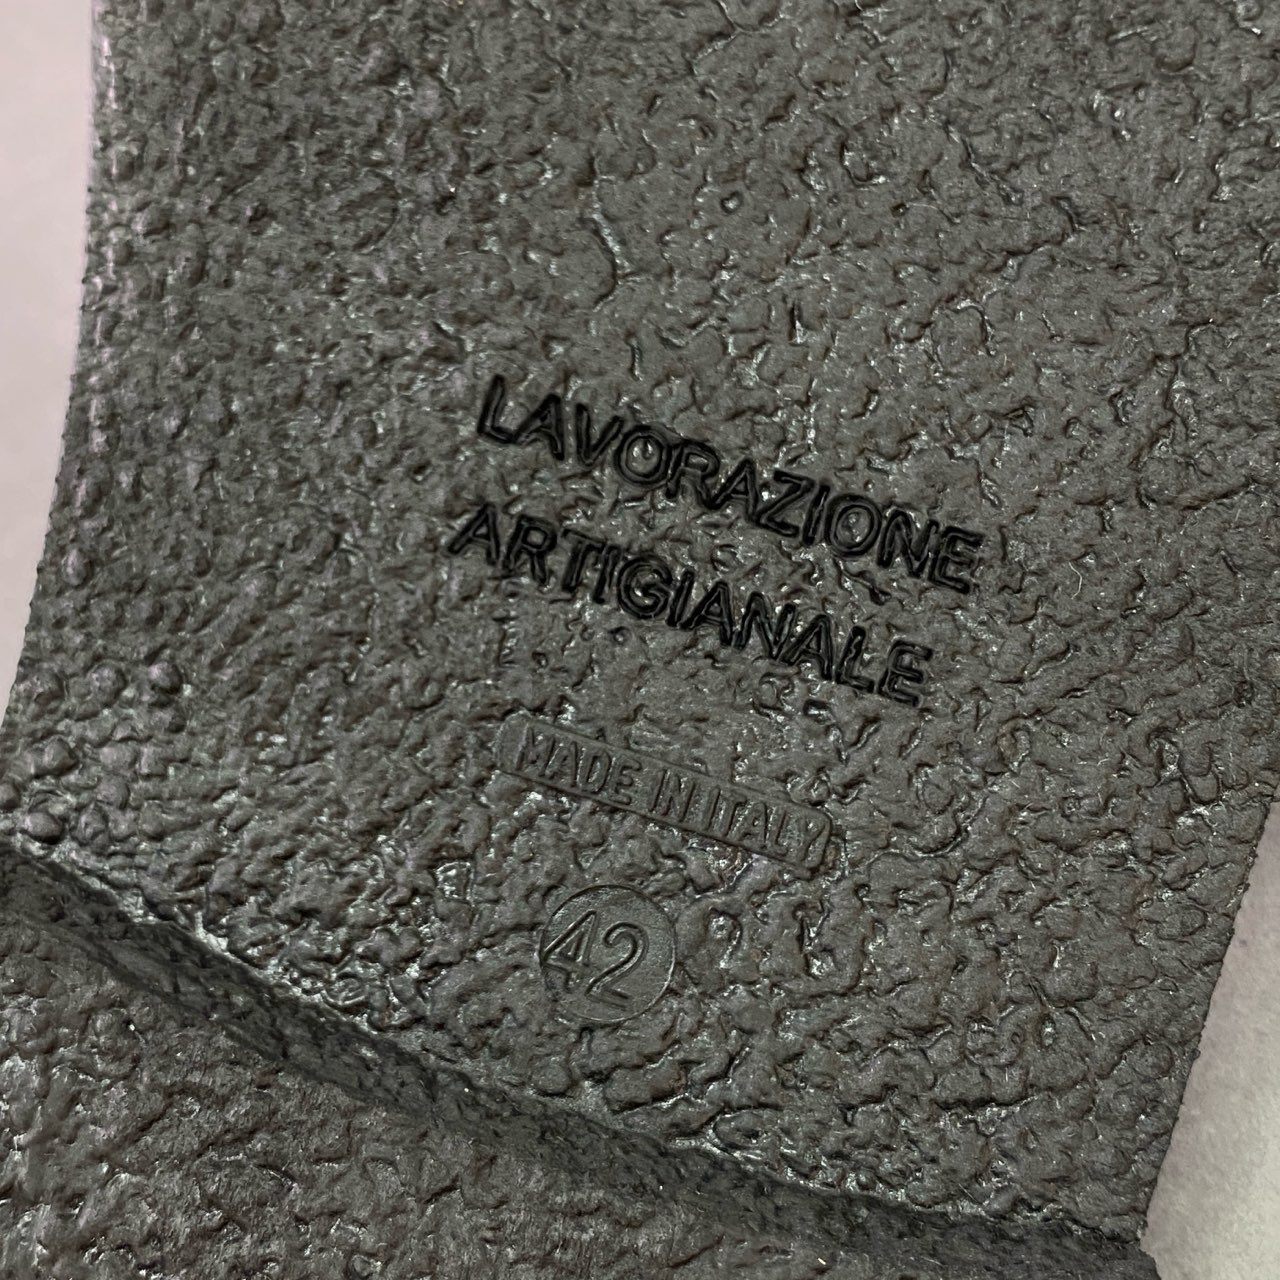 LAVORAZIONE
ARTIGIANALE
MADE IN ITALY
42